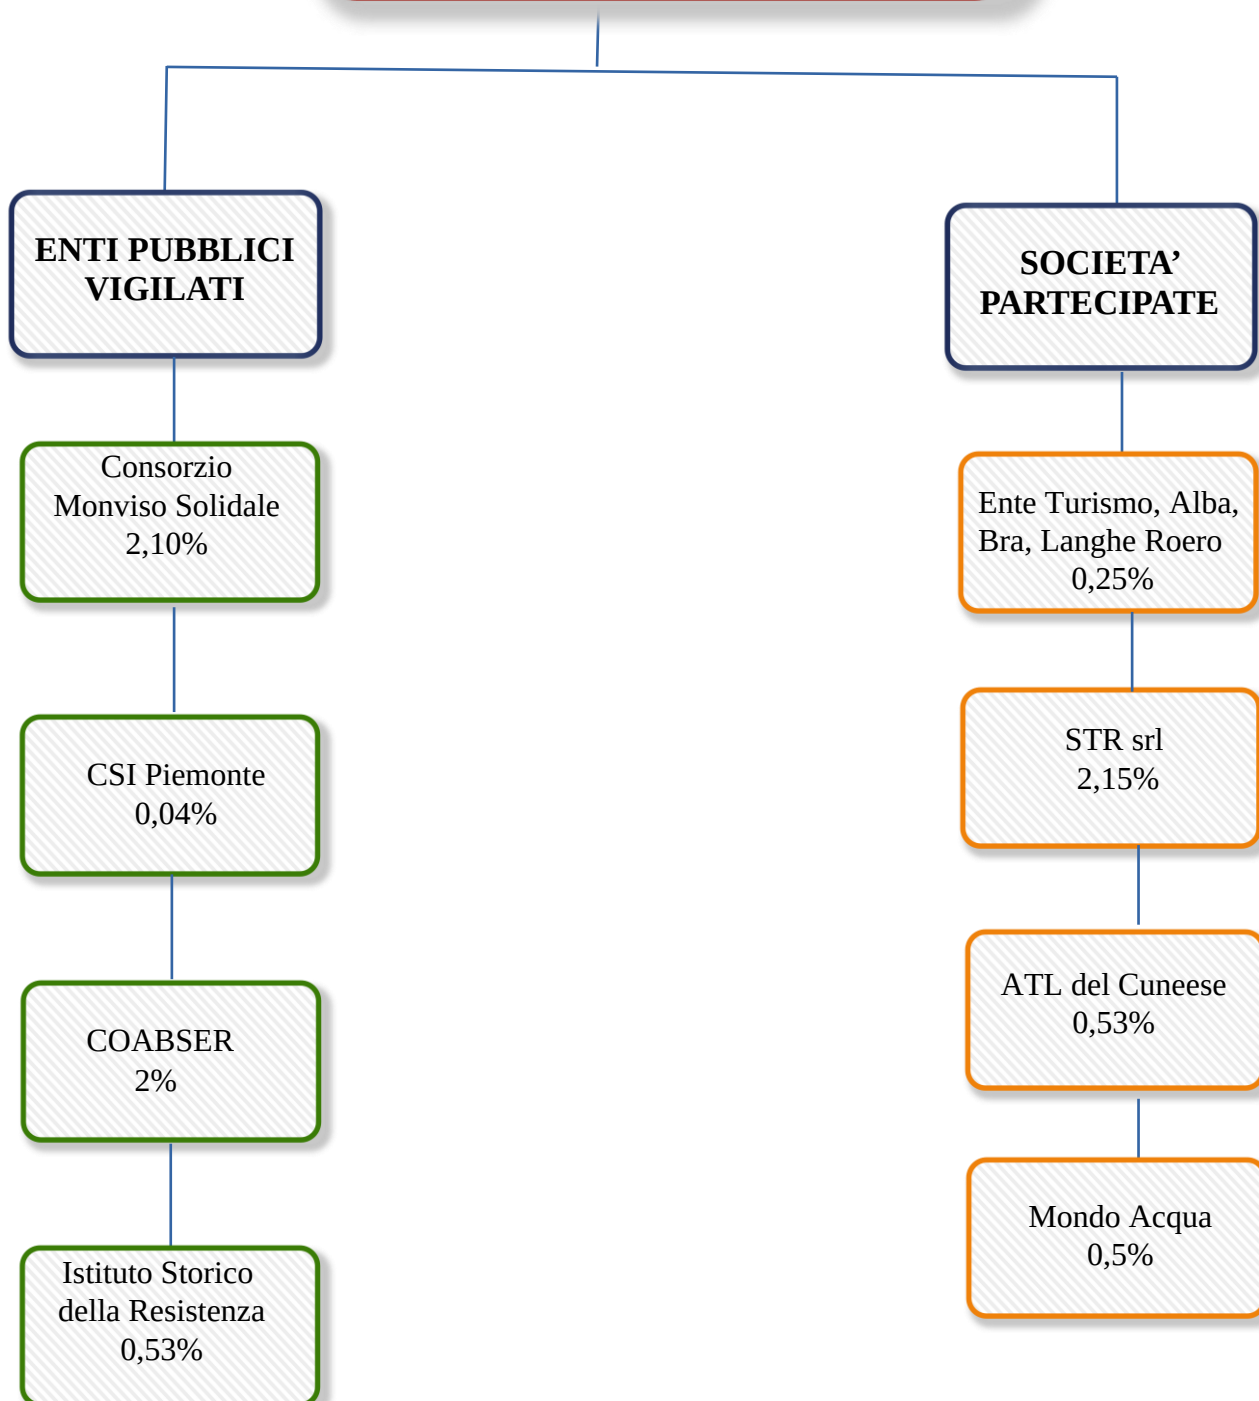 ENTI PUBBLICI
VIGILATI
Consorzio
Monviso Solidale
2,10%
CSI Piemonte
0,04%
COABSER
2%
Istituto Storico
della Resistenza
0,53%
SOCIETA’
PARTECIPATE
Ente Turismo, Alba,
Bra, Langhe Roero
0,25%
STR srl
2,15%
ATL del Cuneese
0,53%
Mondo Acqua
0,5%